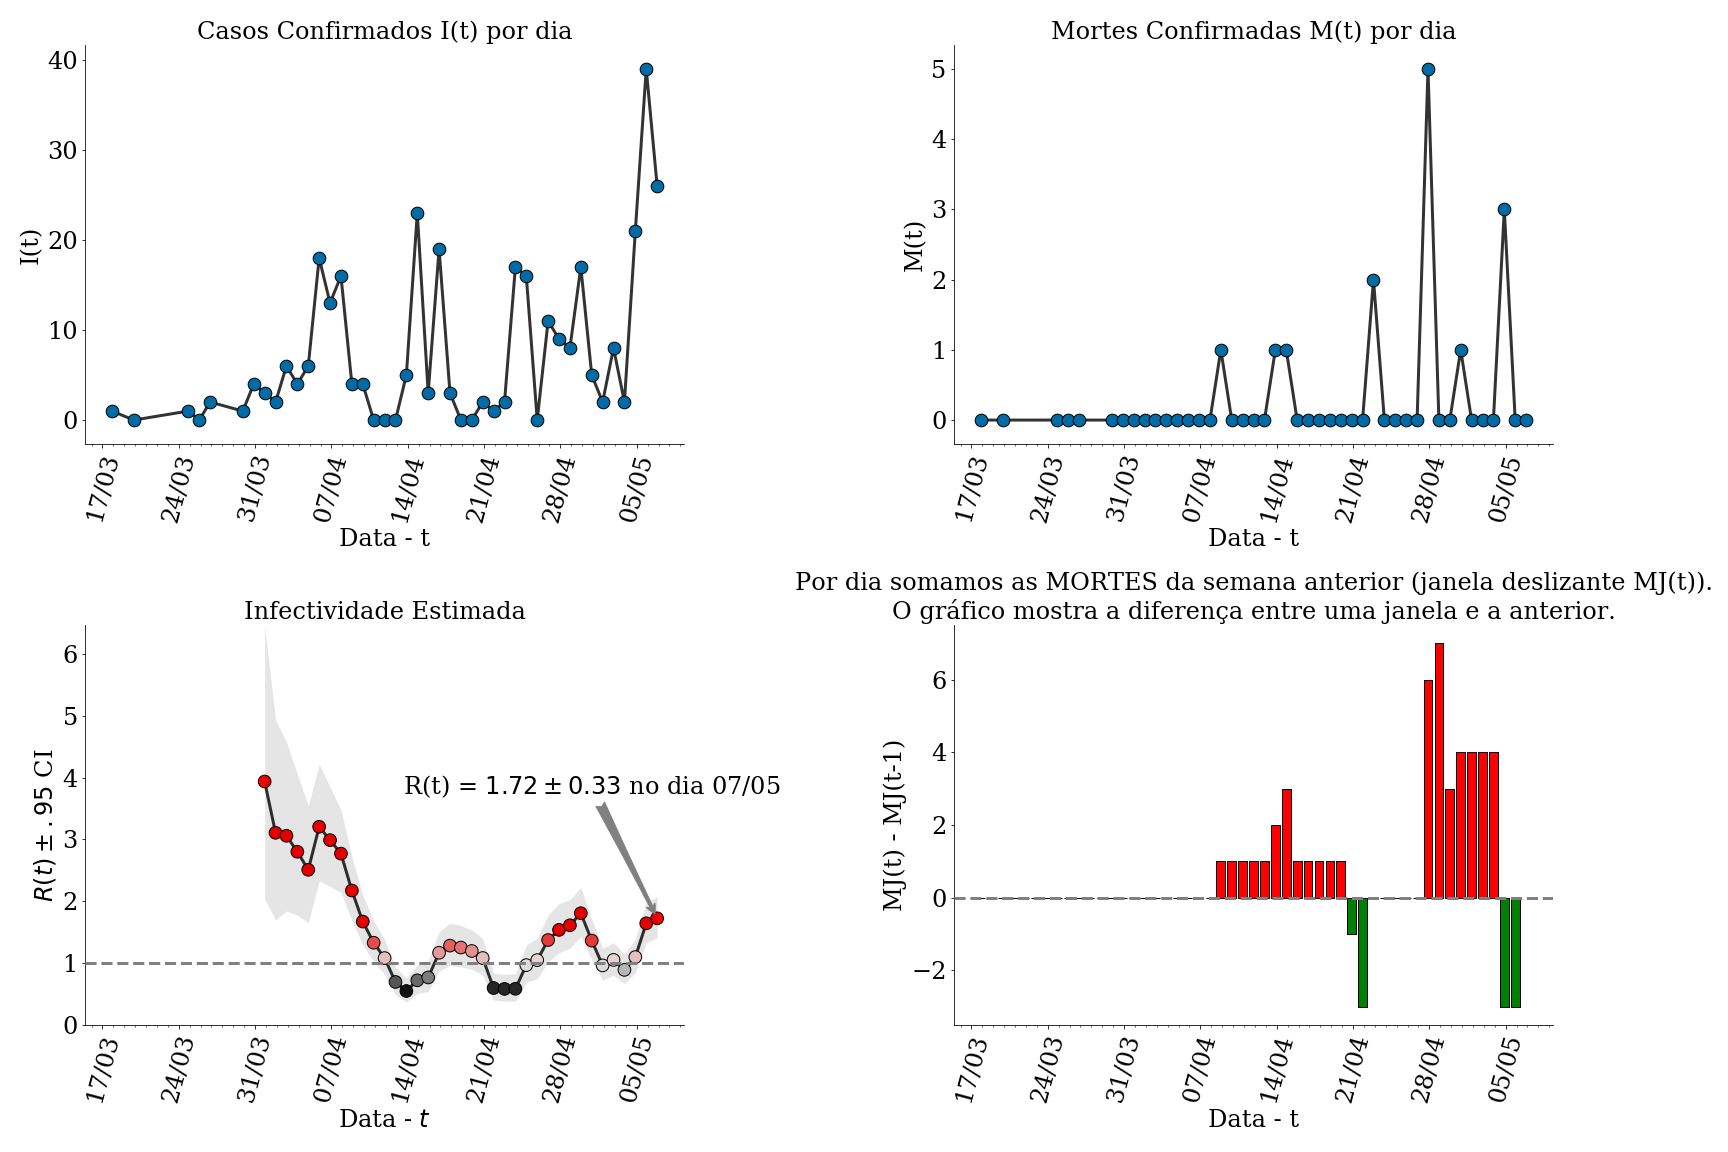 Casos Confirmados I(t) por dia
40
30
20
10
0
I(t)
17/03 24/03 31/03 07/04 14/04 21/04 28/04 05/05
Data - t
Mortes Confirmadas M(t) por dia
5
4
3
2
1
0
M(t)
17/03 24/03 31/03 07/04 14/04 21/04 28/04 05/05
Data - t
Infectividade Estimada
6
5
4
3
2
1
0
R(t) ± .95 CI
R(t) = 1.72 ± 0.33 no dia 07/05
17/03 24/03 31/03 07/04 14/04 21/04 28/04 05/05
Data - t
Por dia somamos as MORTES da semana anterior (janela deslizante MJ(t)).
O gráfico mostra a diferença entre uma janela e a anterior.
6
4
2
0
−2
MJ(t) - MJ(t-1)
17/03 24/03 31/03 07/04 14/04 21/04 28/04 05/05
Data - t